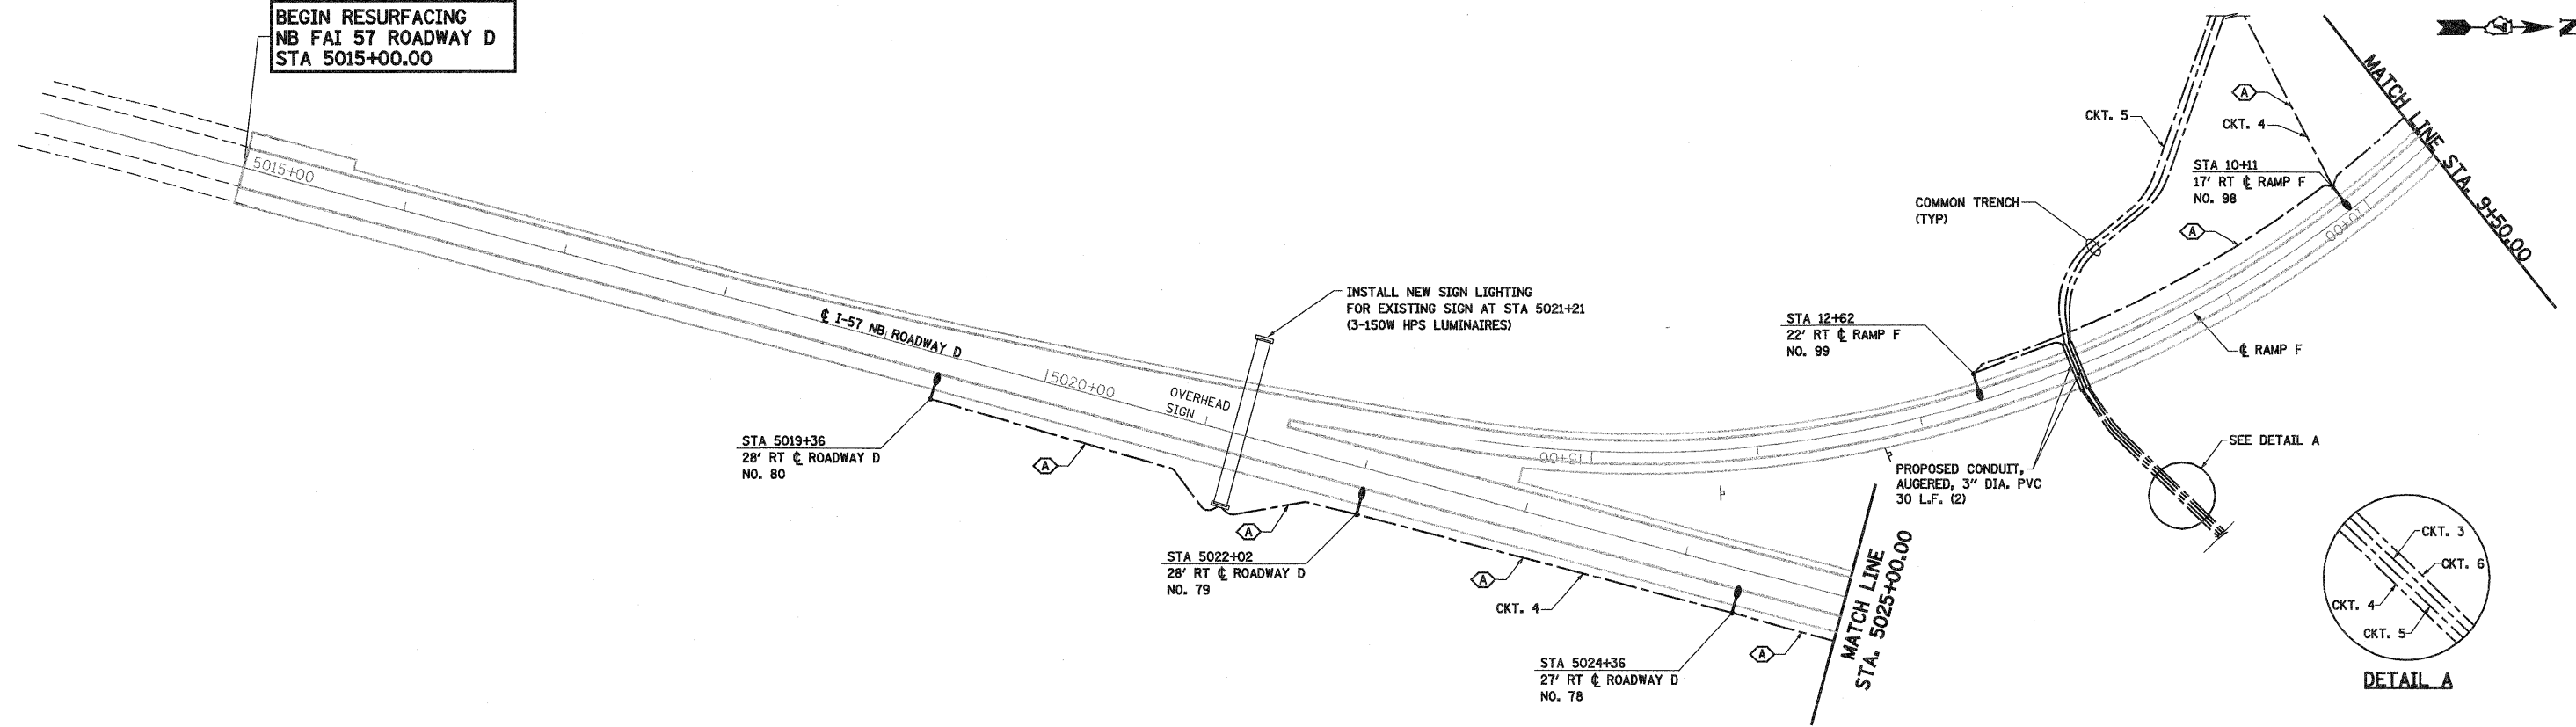 BEGIN RESURFACING
NB FAI 57 ROADWAY D
STA 5015+00.00
5015+00
℄ I-57 NB ROADWAY D
5020+00
OVERHEAD
SIGN
INSTALL NEW SIGN LIGHTING
FOR EXISTING SIGN AT STA 5021+21
(3-150W HPS LUMINAIRES)
STA 5019+36
28' RT ℄ ROADWAY D
NO. 80
A
A
STA 5022+02
28' RT ℄ ROADWAY D
NO. 79
A
CKT. 4
STA 5024+36
27' RT ℄ ROADWAY D
NO. 78
A
MATCH LINE
STA. 5025+00.00
15+00
STA 12+62
22' RT ℄ RAMP F
NO. 99
PROPOSED CONDUIT,
AUGERED, 3" DIA. PVC
30 L.F. (2)
COMMON TRENCH
(TYP)
CKT. 5
A
CKT. 4
STA 10+11
17' RT ℄ RAMP F
NO. 98
A
10+00
℄ RAMP F
MATCH LINE STA. 9+50.00
N
SEE DETAIL A
CKT. 3
CKT. 6
CKT. 4
CKT. 5
DETAIL A